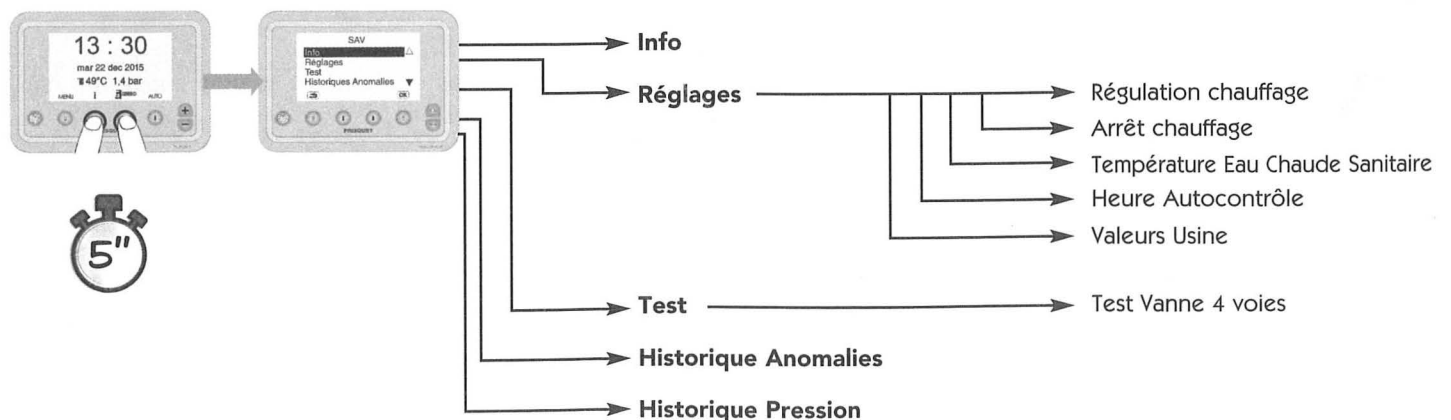 13 : 30
mar 22 dec 2015
49°C 1,4 bar
MENU i AUTO
5"
SAV
Info
Réglages
Test
Historiques Anomalies
OK
FRISQUET
Info
Réglages
Régulation chauffage
Arrêt chauffage
Température Eau Chaude Sanitaire
Heure Autocontrôle
Valeurs Usine
Test
Test Vanne 4 voies
Historique Anomalies
Historique Pression